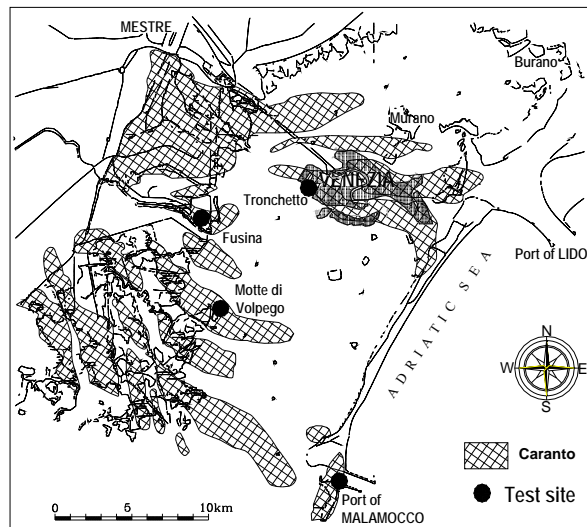 MESTRE
Burano
Murano
VENEZIA
Tronchetto
Fusina
Port of LIDO
Motte di
Volpego
ADRIATIC SEA
N
W
E
S
Caranto
Test site
Port of
MALAMOCCO
0
10km